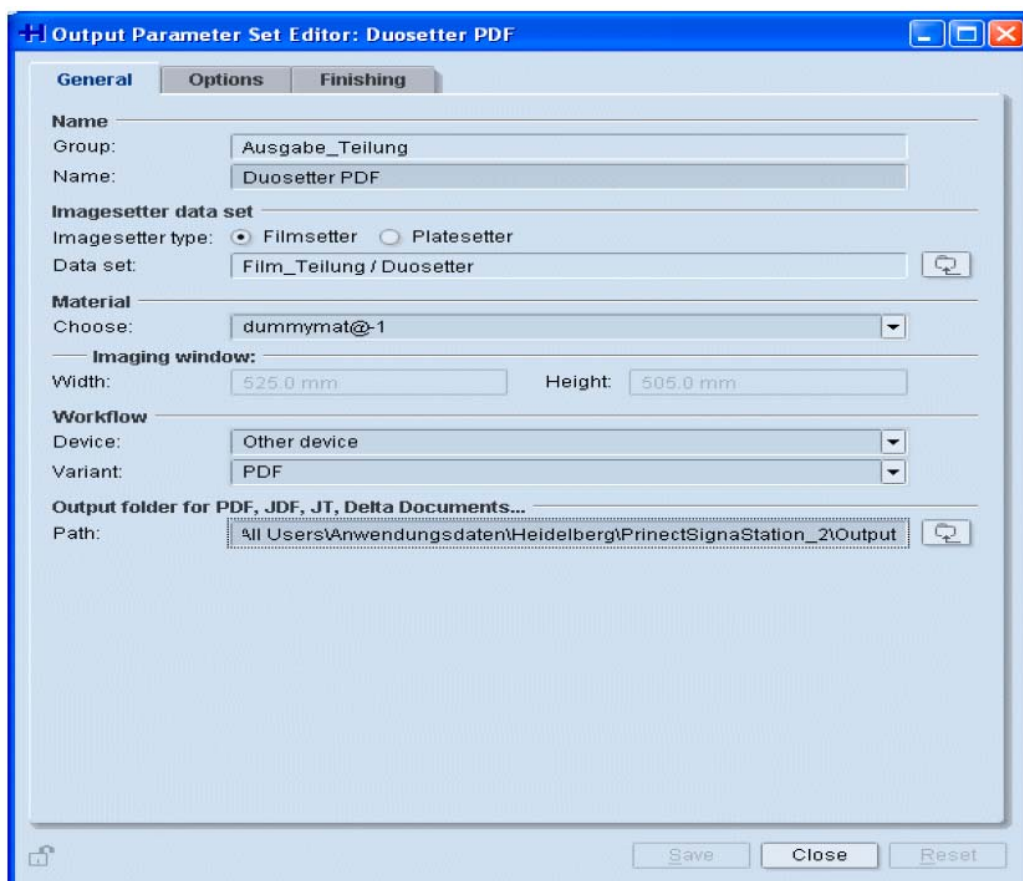 Output Parameter Set Editor: Duosetter PDF
General Options Finishing
Name
Group: Ausgabe_Teilung
Name: Duosetter PDF
Imagesetter data set
Imagesetter type: Filmsetter Platesetter
Data set: Film_Teilung / Duosetter
Material
Choose: dummymat@-1
Imaging window:
Width: 525.0 mm Height: 505.0 mm
Workflow
Device: Other device
Variant: PDF
Output folder for PDF, JDF, JT, Delta Documents...
Path: All Users\Anwendungsdaten\Heidelberg\PrinectSignaStation_2\Output
Save Close Reset